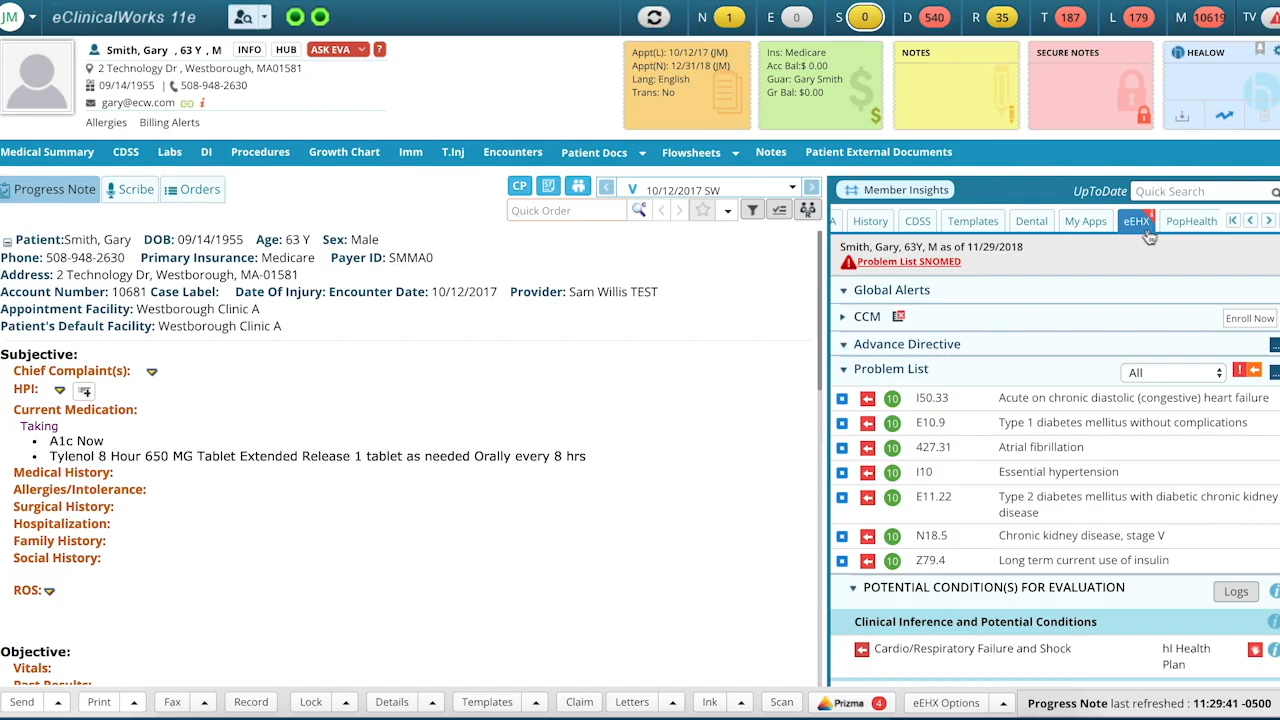 JM eClinicalWorks 11e N 1 E 0 S 0 D 540 R 35 T 187 L 179 M 10619 TV
Smith, Gary , 63 Y , M INFO HUB ASK EVA ?
2 Technology Dr , Westborough, MA01581
09/14/1955 508-948-2630
gary@ecw.com
Allergies Billing Alerts
Appt(L): 10/12/17 (JM)
Appt(N): 12/31/18 (JM)
Lang: English
Trans: No
Ins: Medicare
Acc Bal:$ 0.00
Guar: Gary Smith
Gr Bal: $0.00
NOTES
SECURE NOTES
HEALOW
Medical Summary CDSS Labs DI Procedures Growth Chart Imm T.Inj Encounters Patient Docs Flowsheets Notes Patient External Documents
Progress Note Scribe Orders
CP V 10/12/2017 SW
Quick Order
Patient:Smith, Gary DOB: 09/14/1955 Age: 63 Y Sex: Male
Phone: 508-948-2630 Primary Insurance: Medicare Payer ID: SMMA0
Address: 2 Technology Dr, Westborough, MA-01581
Account Number: 10681 Case Label: Date Of Injury: Encounter Date: 10/12/2017 Provider: Sam Willis TEST
Appointment Facility: Westborough Clinic A
Patient's Default Facility: Westborough Clinic A
Subjective:
Chief Complaint(s):
HPI:
Current Medication:
Taking
• A1c Now
• Tylenol 8 Hour 650 MG Tablet Extended Release 1 tablet as needed Orally every 8 hrs
Medical History:
Allergies/Intolerance:
Surgical History:
Hospitalization:
Family History:
Social History:
ROS:
Objective:
Vitals:
Past Results:
Member Insights UpToDate Quick Search
A History CDSS Templates Dental My Apps eEHX PopHealth
Smith, Gary, 63Y, M as of 11/29/2018
Problem List SNOMED
Global Alerts
CCM Enroll Now
Advance Directive ...
Problem List All ! ...
10 I50.33 Acute on chronic diastolic (congestive) heart failure
10 E10.9 Type 1 diabetes mellitus without complications
10 427.31 Atrial fibrillation
10 I10 Essential hypertension
10 E11.22 Type 2 diabetes mellitus with diabetic chronic kidney
disease
10 N18.5 Chronic kidney disease, stage V
10 Z79.4 Long term current use of insulin
POTENTIAL CONDITION(S) FOR EVALUATION Logs
Clinical Inference and Potential Conditions
Cardio/Respiratory Failure and Shock hI Health
Plan
Send Print Fax Record Lock Details Templates Claim Letters Ink Scan Prizma 4 eEHX Options Progress Note last refreshed : 11:29:41 -0500